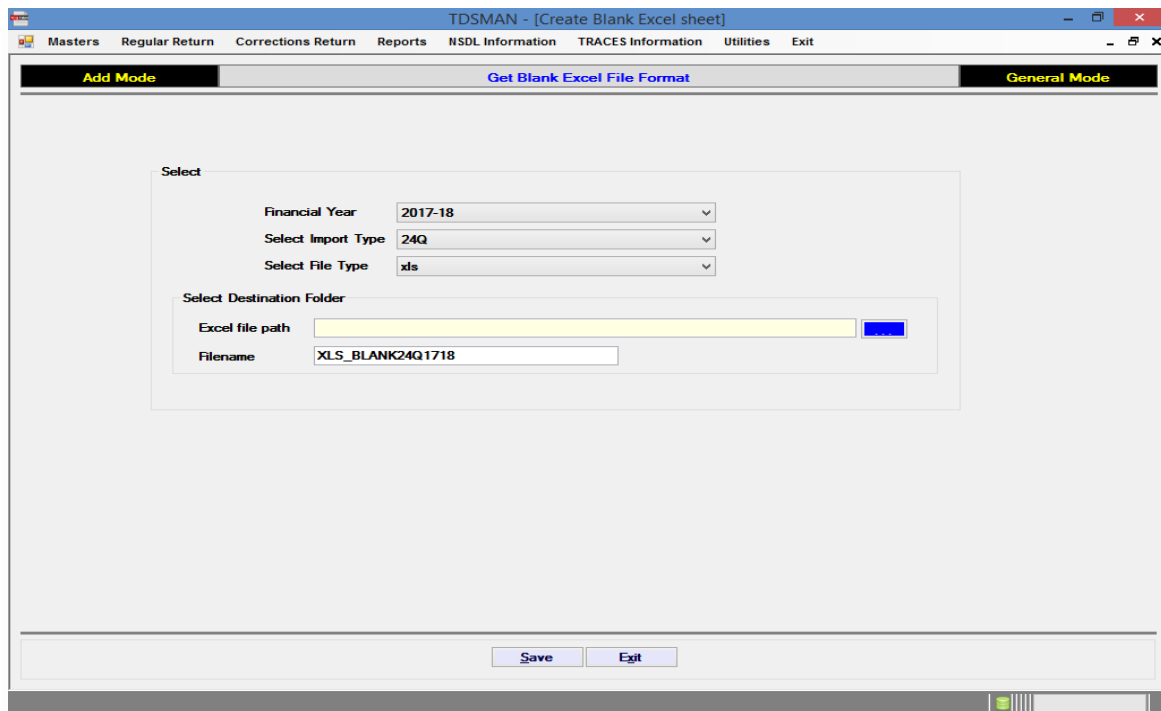 TDSMAN - [Create Blank Excel sheet]
Masters Regular Return Corrections Return Reports NSDL Information TRACES Information Utilities Exit
Add Mode Get Blank Excel File Format General Mode
Select
Financial Year 2017-18
Select Import Type 24Q
Select File Type xls
Select Destination Folder
Excel file path ...
Filename XLS_BLANK24Q1718
Save Exit